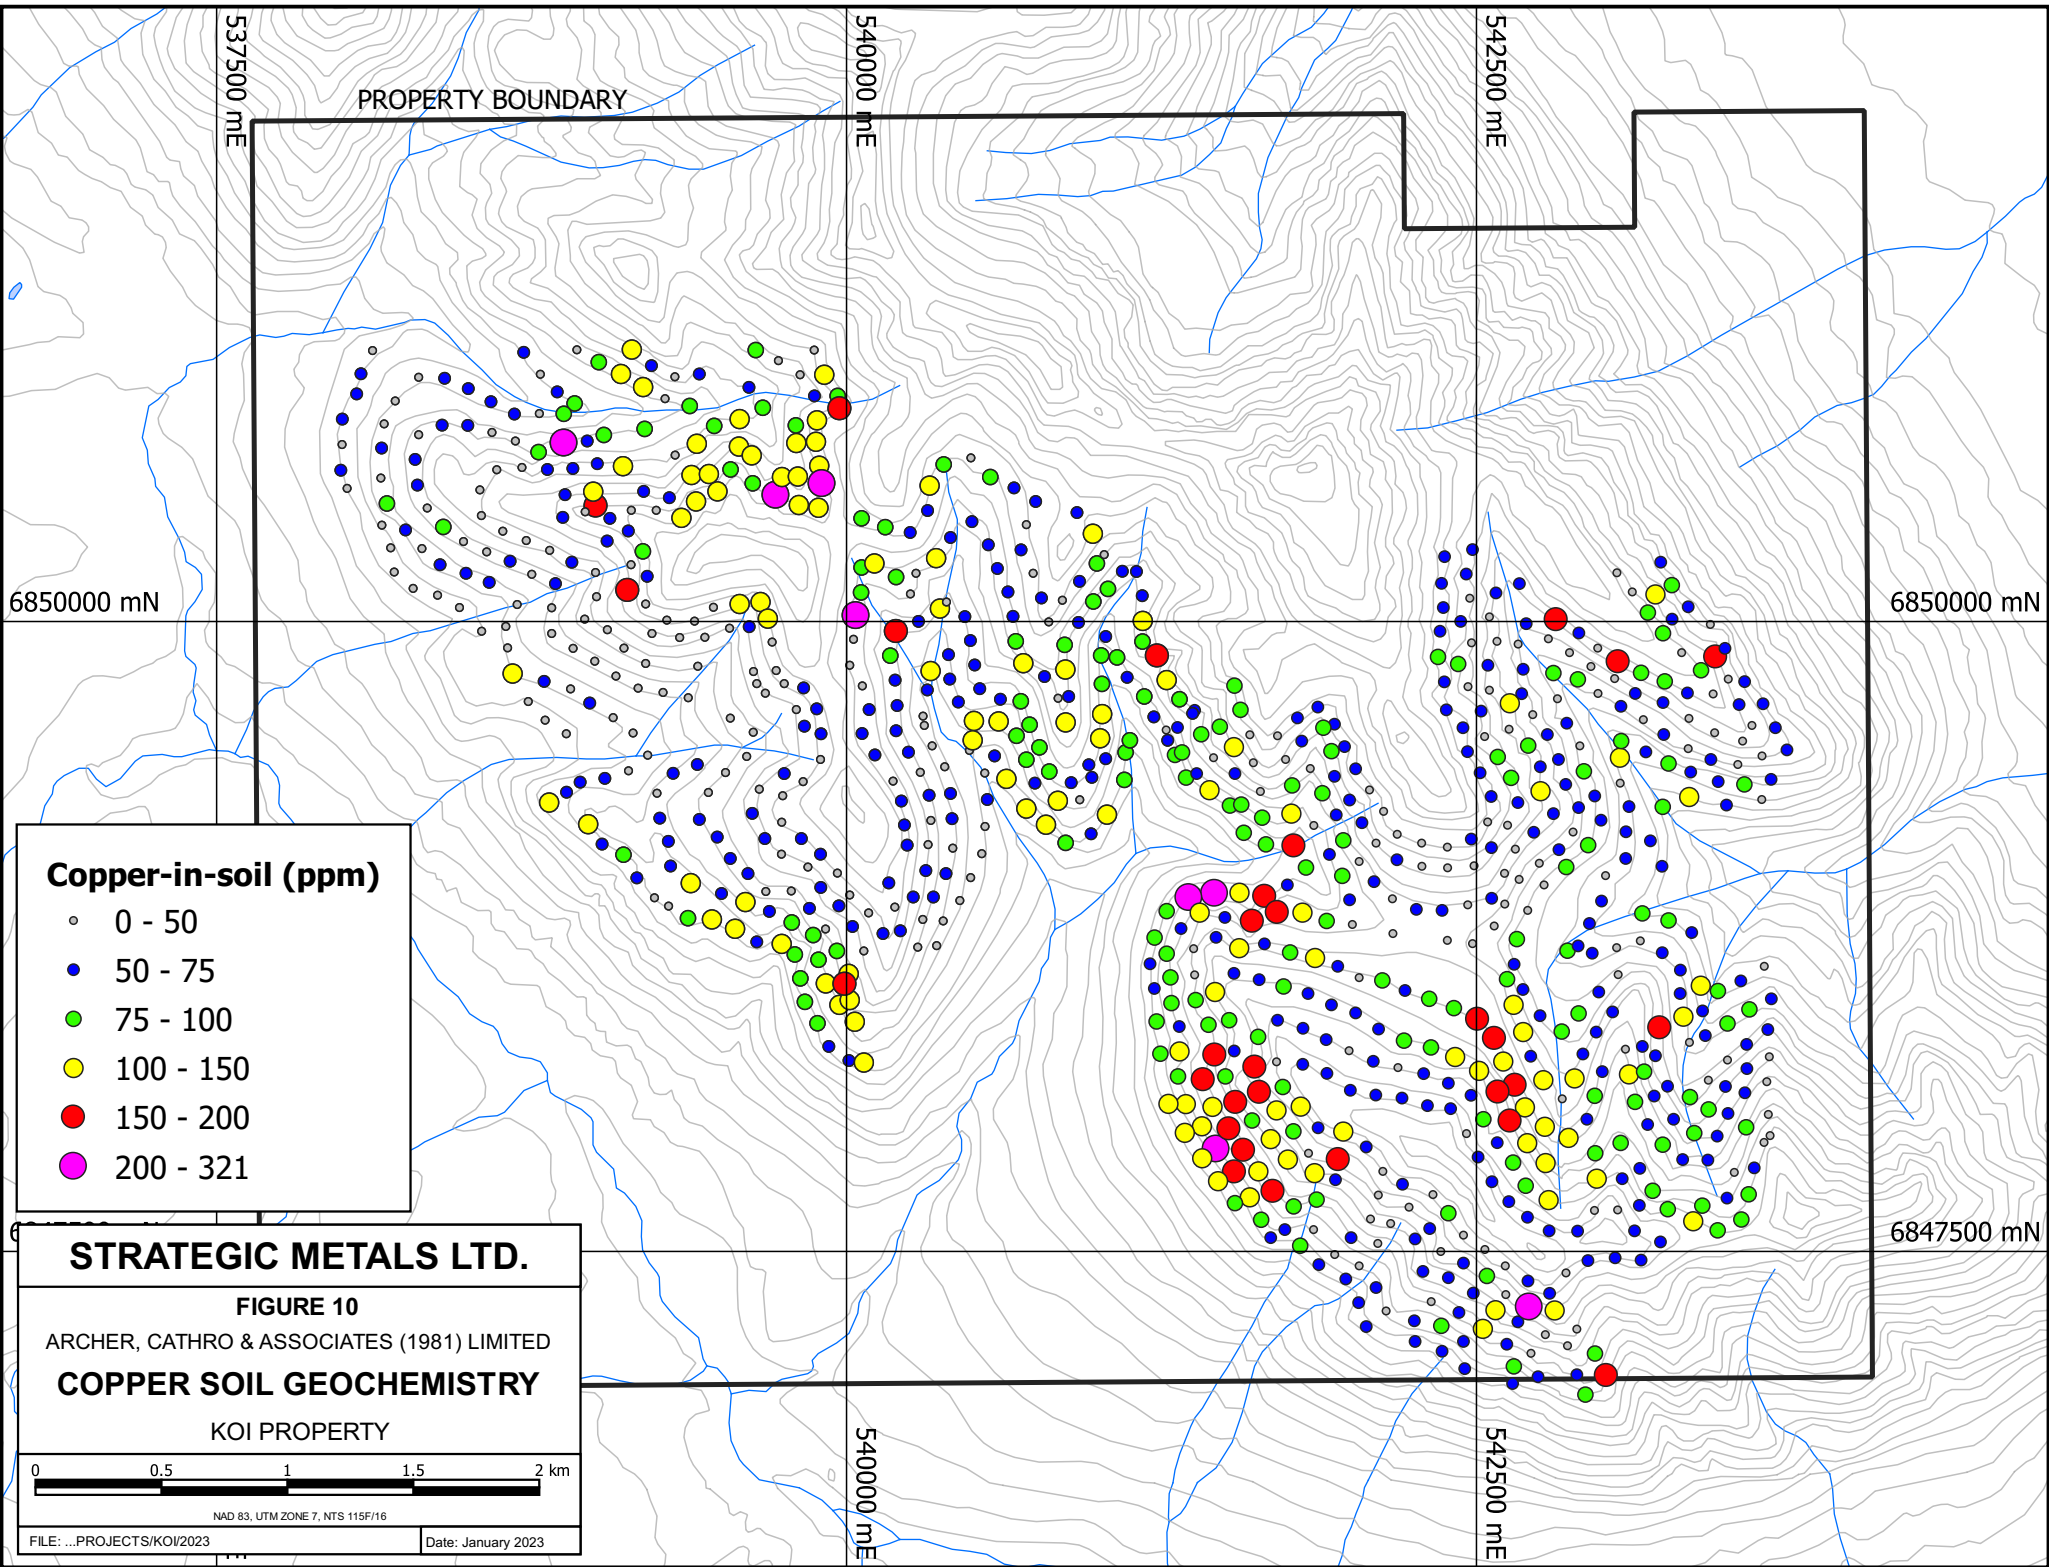 537500 mE
540000 mE
542500 mE
PROPERTY BOUNDARY
6850000 mN
6850000 mN
Copper-in-soil (ppm)
0 - 50
50 - 75
75 - 100
100 - 150
150 - 200
200 - 321
6847500 mN
STRATEGIC METALS LTD.
FIGURE 10
ARCHER, CATHRO & ASSOCIATES (1981) LIMITED
COPPER SOIL GEOCHEMISTRY
KOI PROPERTY
0 0.5 1 1.5 2 km
NAD 83, UTM ZONE 7, NTS 115F/16
FILE: ...PROJECTS/KOI/2023
Date: January 2023
540000 mE
542500 mE